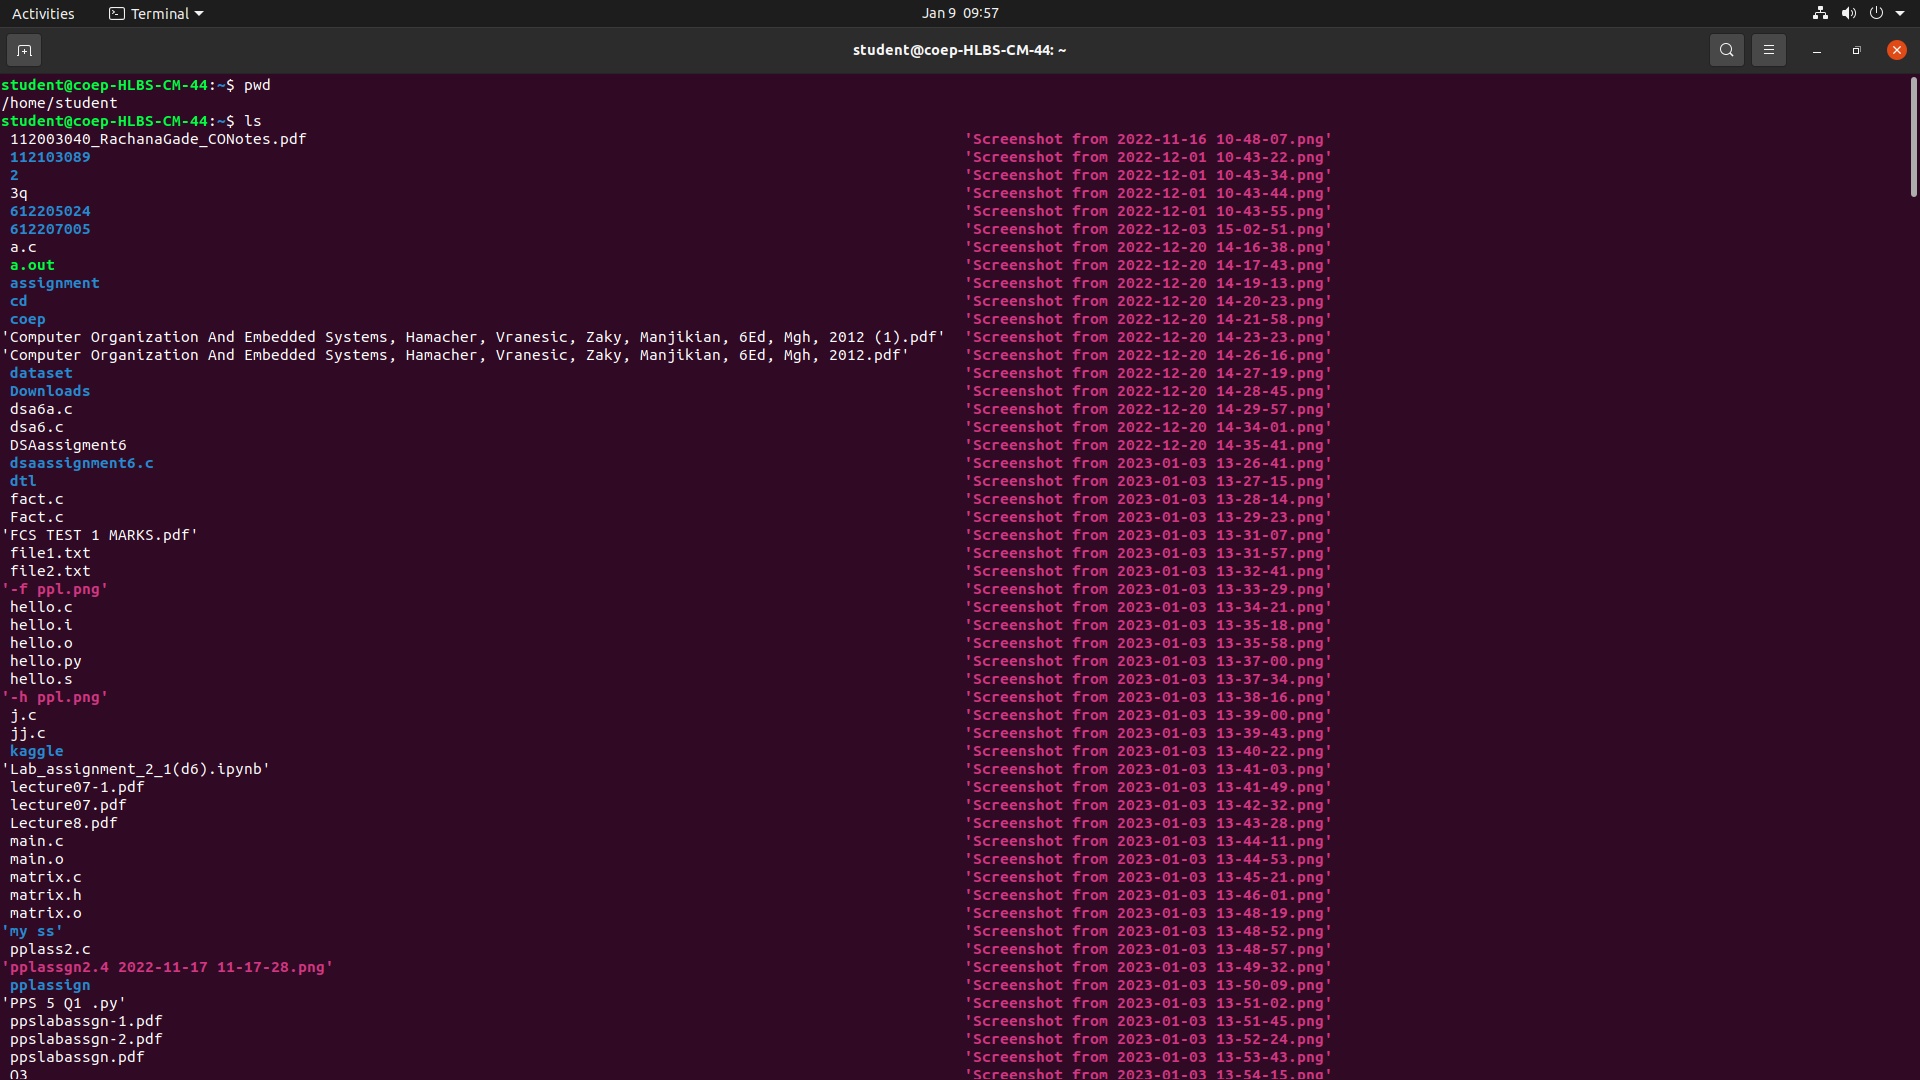 Activities Terminal Jan 9 09:57
student@coep-HLBS-CM-44: ~
student@coep-HLBS-CM-44:~$ pwd
/home/student
student@coep-HLBS-CM-44:~$ ls
112003040_RachanaGade_CONotes.pdf 'Screenshot from 2022-11-16 10-48-07.png'
112103089 'Screenshot from 2022-12-01 10-43-22.png'
2 'Screenshot from 2022-12-01 10-43-34.png'
3q 'Screenshot from 2022-12-01 10-43-44.png'
612205024 'Screenshot from 2022-12-01 10-43-55.png'
612207005 'Screenshot from 2022-12-03 15-02-51.png'
a.c 'Screenshot from 2022-12-20 14-16-38.png'
a.out 'Screenshot from 2022-12-20 14-17-43.png'
assignment 'Screenshot from 2022-12-20 14-19-13.png'
cd 'Screenshot from 2022-12-20 14-20-23.png'
coep 'Screenshot from 2022-12-20 14-21-58.png'
'Computer Organization And Embedded Systems, Hamacher, Vranesic, Zaky, Manjikian, 6Ed, Mgh, 2012 (1).pdf' 'Screenshot from 2022-12-20 14-23-23.png'
'Computer Organization And Embedded Systems, Hamacher, Vranesic, Zaky, Manjikian, 6Ed, Mgh, 2012.pdf' 'Screenshot from 2022-12-20 14-26-16.png'
dataset 'Screenshot from 2022-12-20 14-27-19.png'
Downloads 'Screenshot from 2022-12-20 14-28-45.png'
dsa6a.c 'Screenshot from 2022-12-20 14-29-57.png'
dsa6.c 'Screenshot from 2022-12-20 14-34-01.png'
DSAassigment6 'Screenshot from 2022-12-20 14-35-41.png'
dsaassignment6.c 'Screenshot from 2023-01-03 13-26-41.png'
dtl 'Screenshot from 2023-01-03 13-27-15.png'
fact.c 'Screenshot from 2023-01-03 13-28-14.png'
Fact.c 'Screenshot from 2023-01-03 13-29-23.png'
'FCS TEST 1 MARKS.pdf' 'Screenshot from 2023-01-03 13-31-07.png'
file1.txt 'Screenshot from 2023-01-03 13-31-57.png'
file2.txt 'Screenshot from 2023-01-03 13-32-41.png'
'-f ppl.png' 'Screenshot from 2023-01-03 13-33-29.png'
hello.c 'Screenshot from 2023-01-03 13-34-21.png'
hello.i 'Screenshot from 2023-01-03 13-35-18.png'
hello.o 'Screenshot from 2023-01-03 13-35-58.png'
hello.py 'Screenshot from 2023-01-03 13-37-00.png'
hello.s 'Screenshot from 2023-01-03 13-37-34.png'
'-h ppl.png' 'Screenshot from 2023-01-03 13-38-16.png'
j.c 'Screenshot from 2023-01-03 13-39-00.png'
jj.c 'Screenshot from 2023-01-03 13-39-43.png'
kaggle 'Screenshot from 2023-01-03 13-40-22.png'
'Lab_assignment_2_1(d6).ipynb' 'Screenshot from 2023-01-03 13-41-03.png'
lecture07-1.pdf 'Screenshot from 2023-01-03 13-41-49.png'
lecture07.pdf 'Screenshot from 2023-01-03 13-42-32.png'
Lecture8.pdf 'Screenshot from 2023-01-03 13-43-28.png'
main.c 'Screenshot from 2023-01-03 13-44-11.png'
main.o 'Screenshot from 2023-01-03 13-44-53.png'
matrix.c 'Screenshot from 2023-01-03 13-45-21.png'
matrix.h 'Screenshot from 2023-01-03 13-46-01.png'
matrix.o 'Screenshot from 2023-01-03 13-48-19.png'
'my ss' 'Screenshot from 2023-01-03 13-48-52.png'
pplass2.c 'Screenshot from 2023-01-03 13-48-57.png'
'pplassgn2.4 2022-11-17 11-17-28.png' 'Screenshot from 2023-01-03 13-49-32.png'
pplassign 'Screenshot from 2023-01-03 13-50-09.png'
'PPS 5 Q1 .py' 'Screenshot from 2023-01-03 13-51-02.png'
ppslabassgn-1.pdf 'Screenshot from 2023-01-03 13-51-45.png'
ppslabassgn-2.pdf 'Screenshot from 2023-01-03 13-52-24.png'
ppslabassgn.pdf 'Screenshot from 2023-01-03 13-53-43.png'
Q3 'Screenshot from 2023-01-03 13-54-15.png'